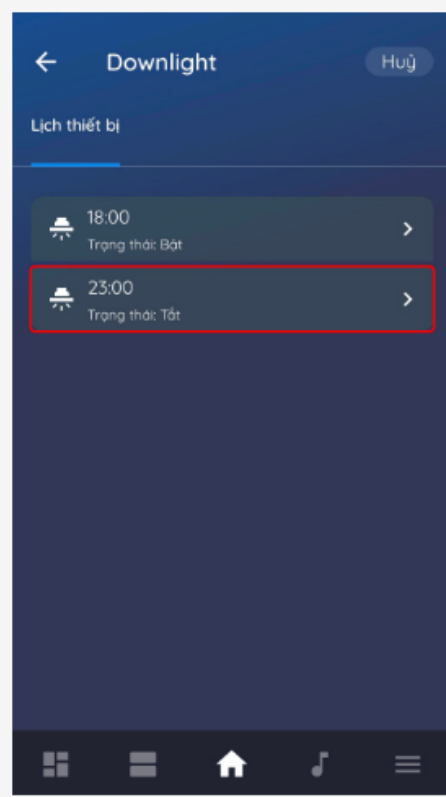 Downlight
Huỷ
Lịch thiết bị
18:00
Trạng thái: Bật
23:00
Trạng thái: Tắt